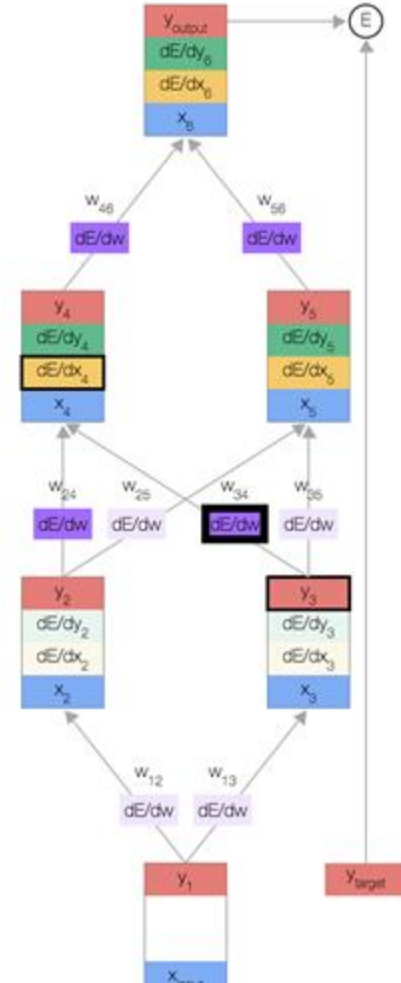 y_output E
dE/dy_6
dE/dx_6
x_6
w_46 w_56
dE/dw dE/dw
y_4 y_5
dE/dy_4 dE/dy_5
dE/dx_4 dE/dx_5
x_4 x_5
w_24 w_25 w_34 w_35
dE/dw dE/dw dE/dw dE/dw
y_2 y_3
dE/dy_2 dE/dy_3
dE/dx_2 dE/dx_3
x_2 x_3
w_12 w_13
dE/dw dE/dw
y_1 y_target